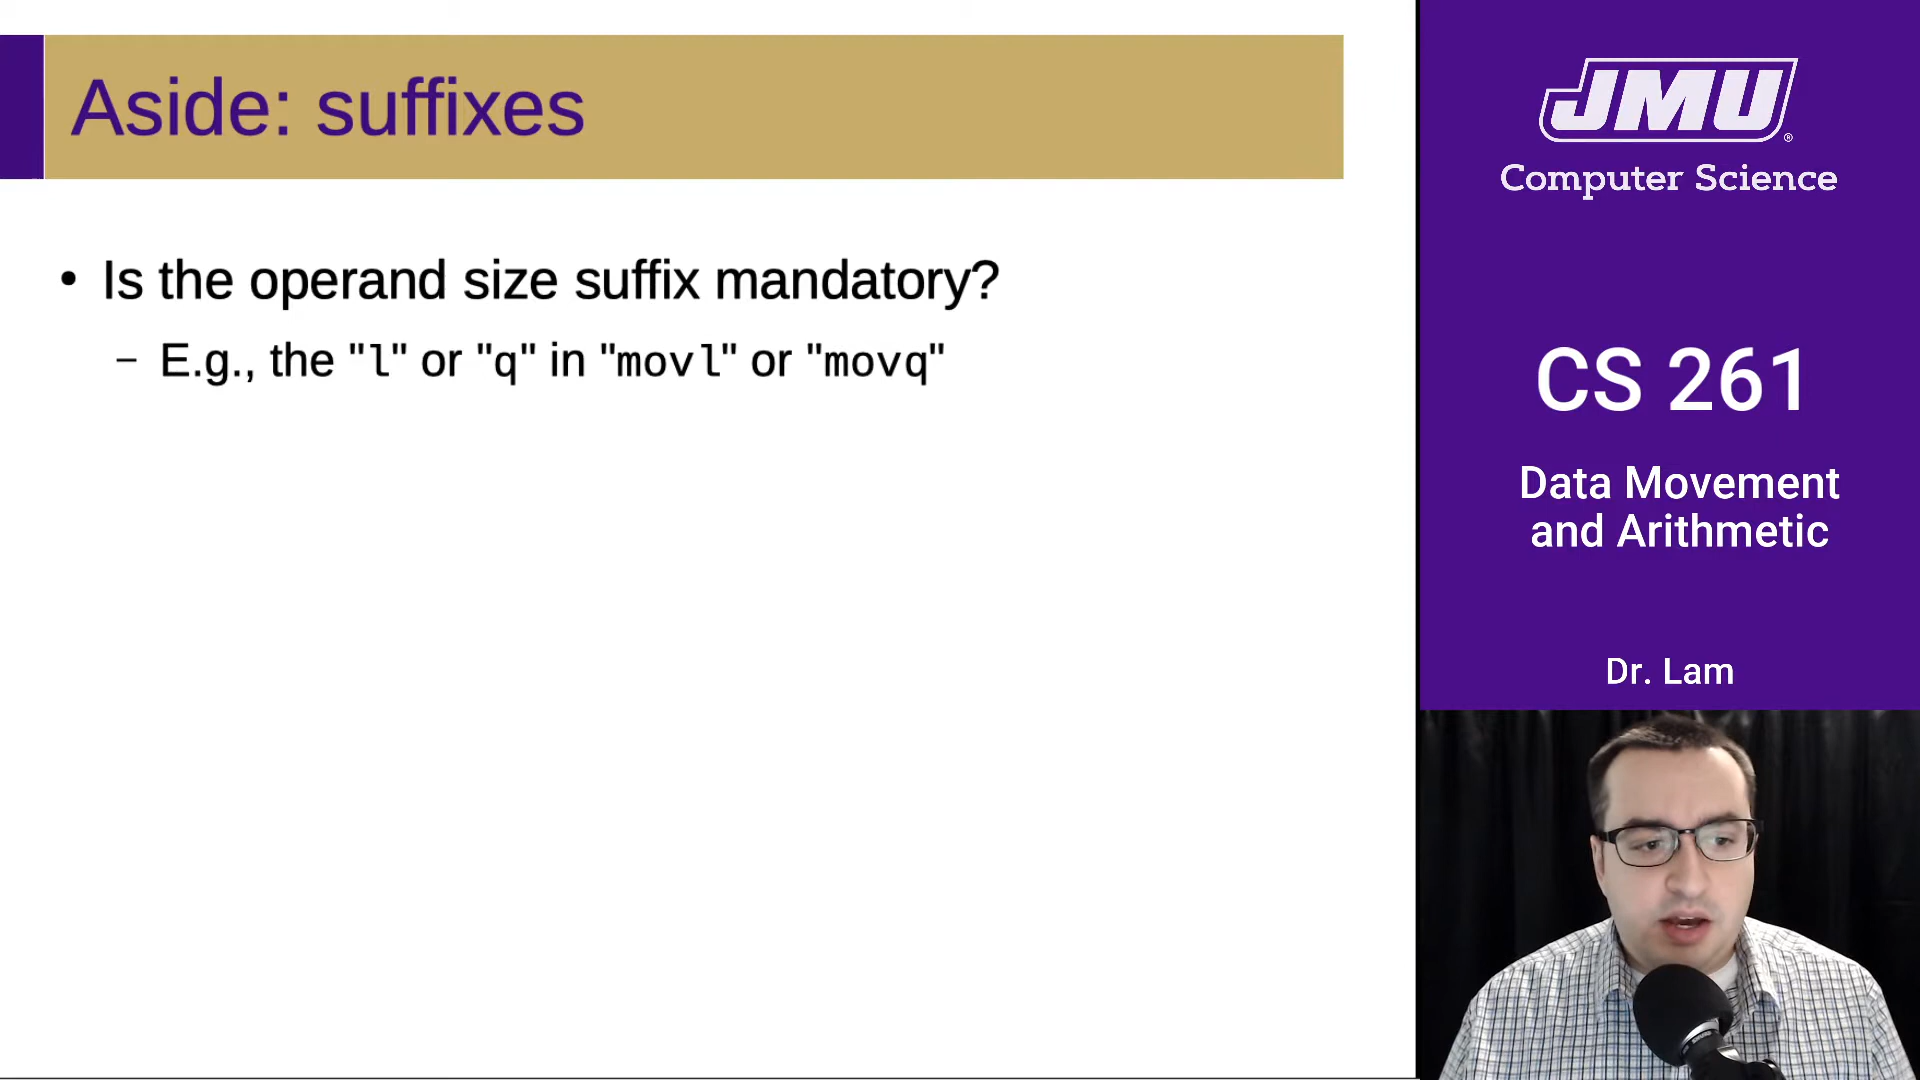 Aside: suffixes
• Is the operand size suffix mandatory?
– E.g., the "l" or "q" in "movl" or "movq"
JMU®
Computer Science
CS 261
Data Movement
and Arithmetic
Dr. Lam